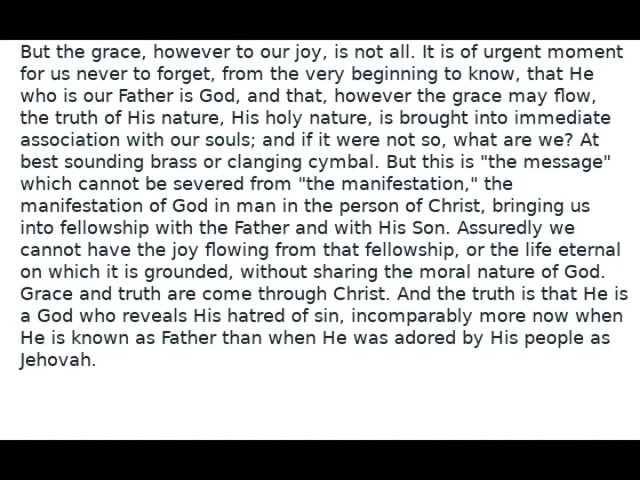 But the grace, however to our joy, is not all. It is of urgent moment
for us never to forget, from the very beginning to know, that He
who is our Father is God, and that, however the grace may flow,
the truth of His nature, His holy nature, is brought into immediate
association with our souls; and if it were not so, what are we? At
best sounding brass or clanging cymbal. But this is "the message"
which cannot be severed from "the manifestation," the
manifestation of God in man in the person of Christ, bringing us
into fellowship with the Father and with His Son. Assuredly we
cannot have the joy flowing from that fellowship, or the life eternal
on which it is grounded, without sharing the moral nature of God.
Grace and truth are come through Christ. And the truth is that He is
a God who reveals His hatred of sin, incomparably more now when
He is known as Father than when He was adored by His people as
Jehovah.